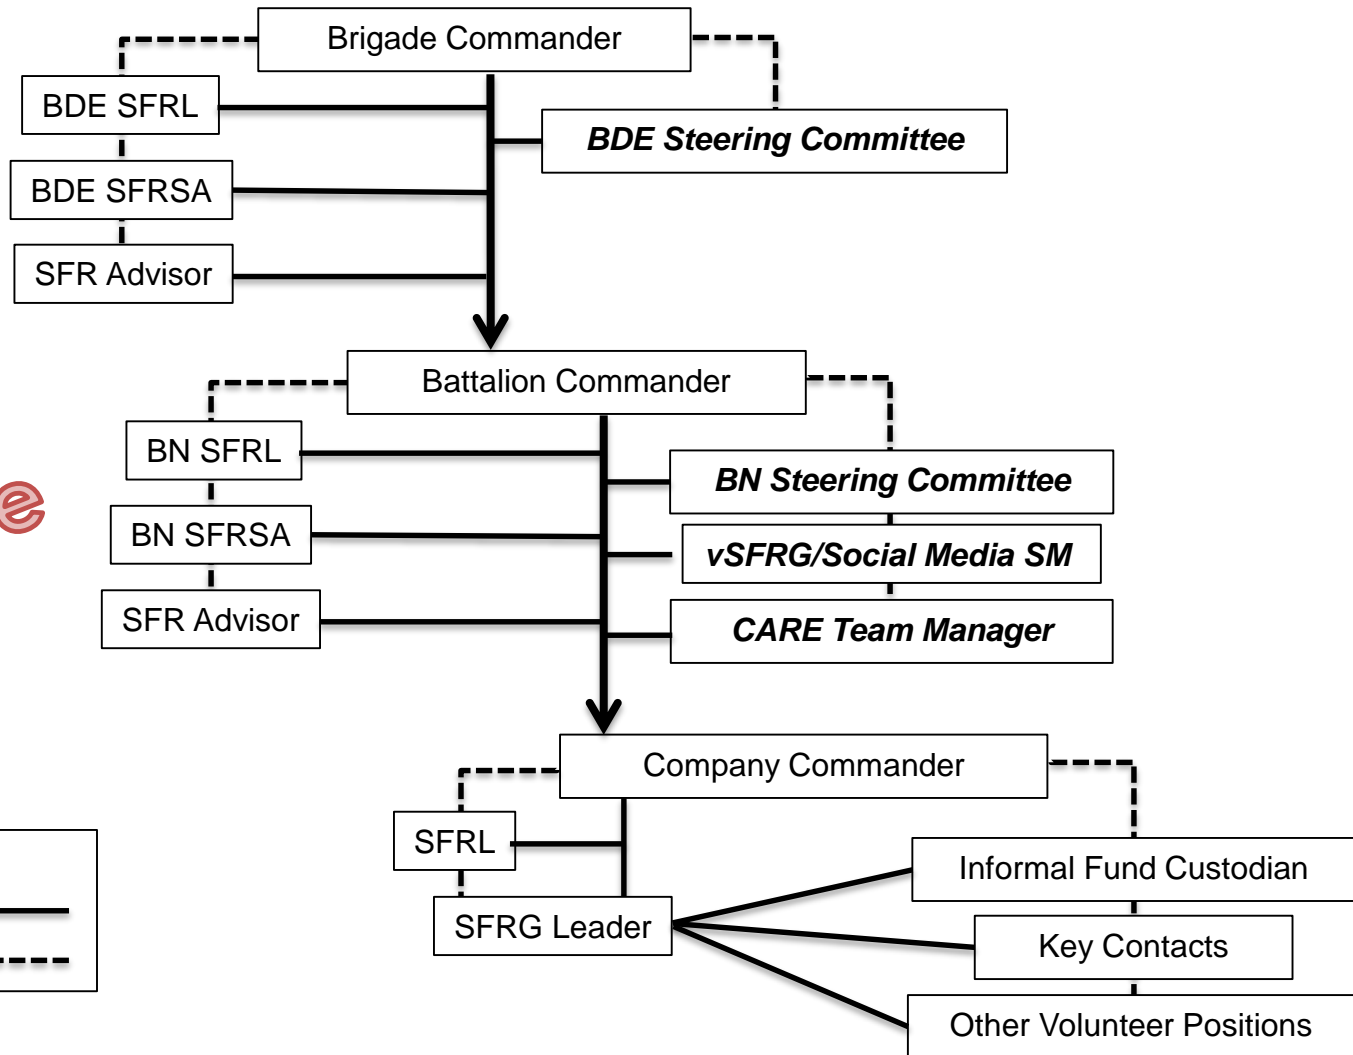 Brigade Commander
BDE SFRL
BDE Steering Committee
BDE SFRSA
SFR Advisor
Battalion Commander
BN SFRL
BN Steering Committee
e
BN SFRSA
vSFRG/Social Media SM
SFR Advisor
CARE Team Manager
Company Commander
SFRL
Informal Fund Custodian
SFRG Leader
Key Contacts
Other Volunteer Positions